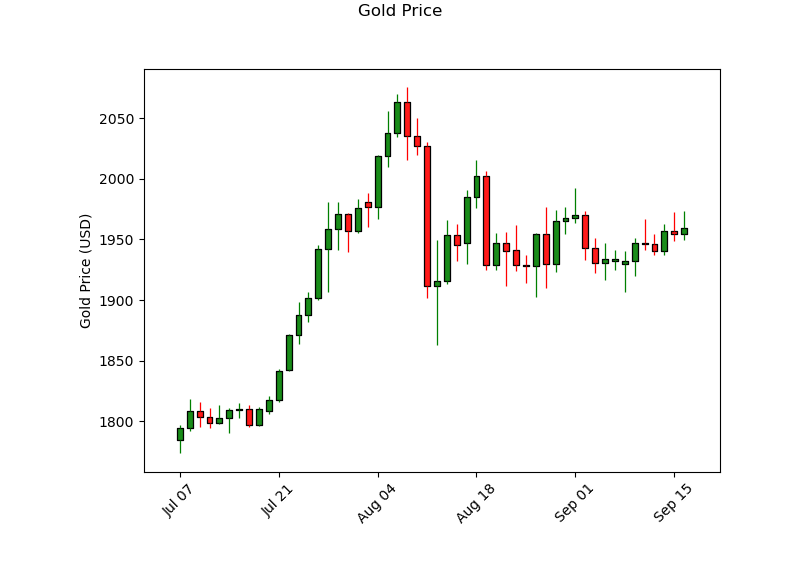 Gold Price
Gold Price (USD)
2050
2000
1950
1900
1850
1800
Jul 07
Jul 21
Aug 04
Aug 18
Sep 01
Sep 15